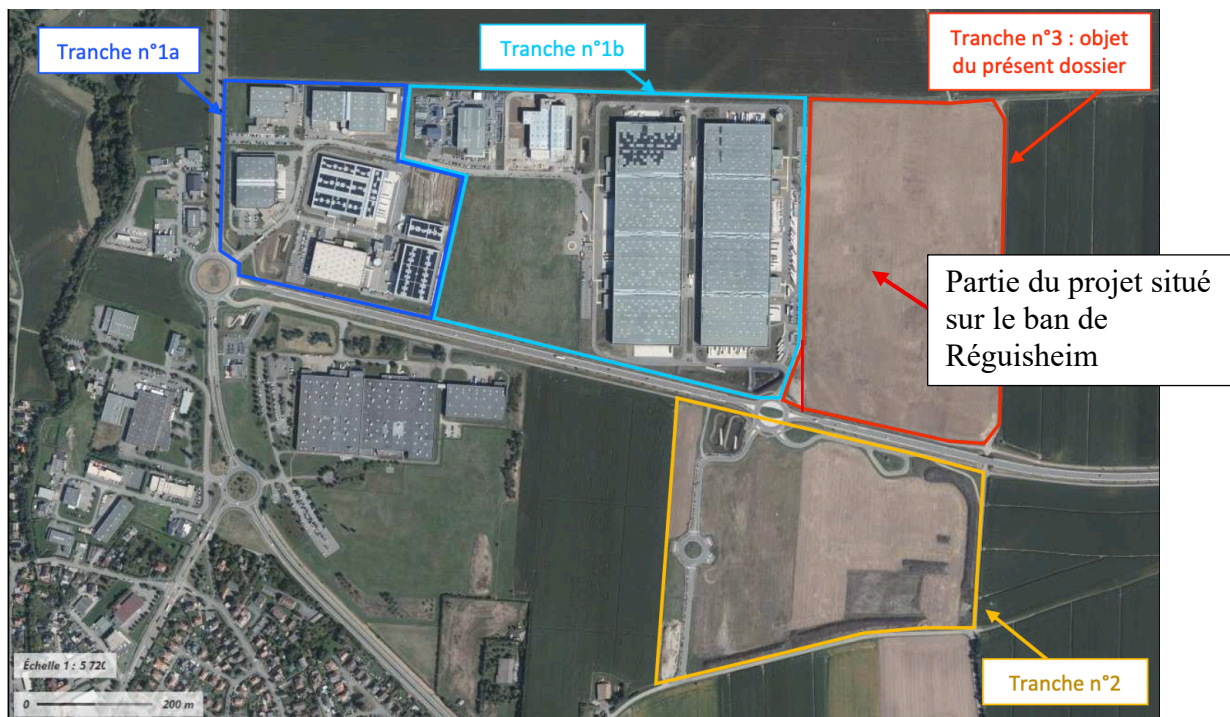 Tranche n°1a
Tranche n°1b
Tranche n°3 : objet
du présent dossier
Partie du projet situé
sur le ban de
Réguisheim
Tranche n°2
Échelle 1 : 5 720
0 200 m